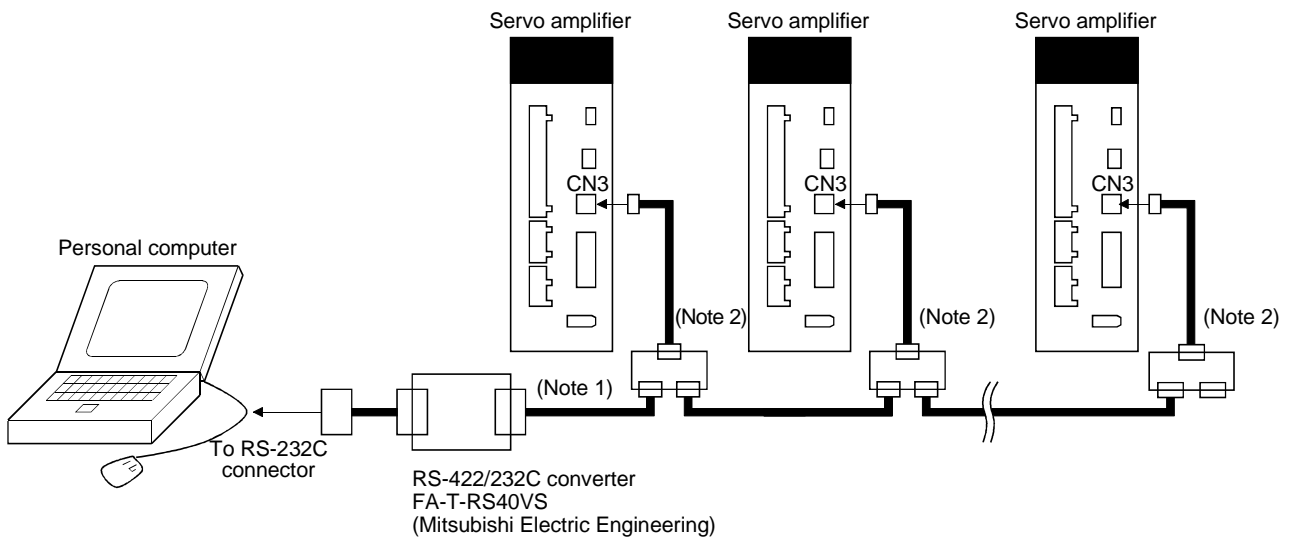 Servo amplifier
Servo amplifier
Servo amplifier
CN3
CN3
CN3
Personal computer
(Note 2)
(Note 2)
(Note 2)
(Note 1)
To RS-232C
connector
RS-422/232C converter
FA-T-RS40VS
(Mitsubishi Electric Engineering)